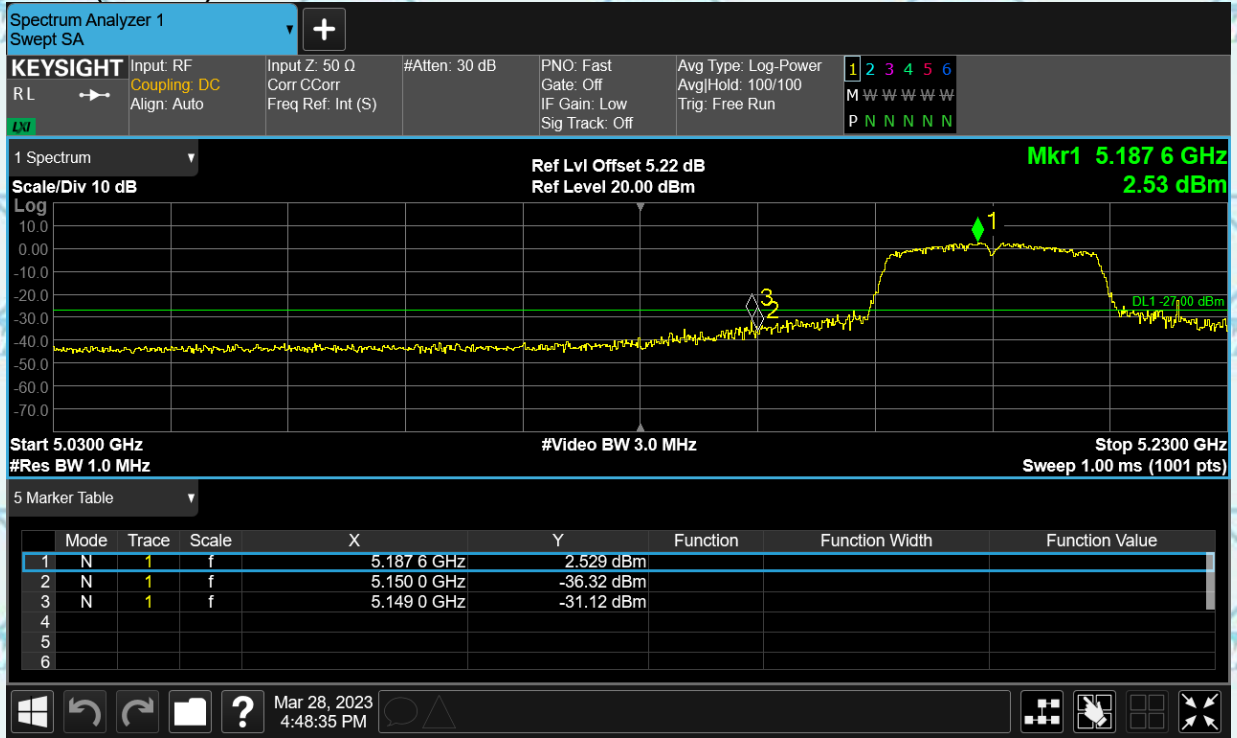 Spectrum Analyzer 1
Swept SA
KEYSIGHT
RL
LXI
Input: RF
Coupling: DC
Align: Auto
Input Z: 50 Ω
Corr CCorr
Freq Ref: Int (S)
#Atten: 30 dB
PNO: Fast
Gate: Off
IF Gain: Low
Sig Track: Off
Avg Type: Log-Power
Avg|Hold: 100/100
Trig: Free Run
1 2 3 4 5 6
M W W W W W
P N N N N N
1 Spectrum
Scale/Div 10 dB
Ref Lvl Offset 5.22 dB
Ref Level 20.00 dBm
Mkr1 5.187 6 GHz
2.53 dBm
Log
10.0
0.00
-10.0
-20.0
-30.0
-40.0
-50.0
-60.0
-70.0
1
3
2
DL1 -27.00 dBm
Start 5.0300 GHz
#Video BW 3.0 MHz
Stop 5.2300 GHz
#Res BW 1.0 MHz
Sweep 1.00 ms (1001 pts)
5 Marker Table
Mode Trace Scale X Y Function Function Width Function Value
1 N 1 f 5.187 6 GHz 2.529 dBm
2 N 1 f 5.150 0 GHz -36.32 dBm
3 N 1 f 5.149 0 GHz -31.12 dBm
4
5
6
?
Mar 28, 2023
4:48:35 PM